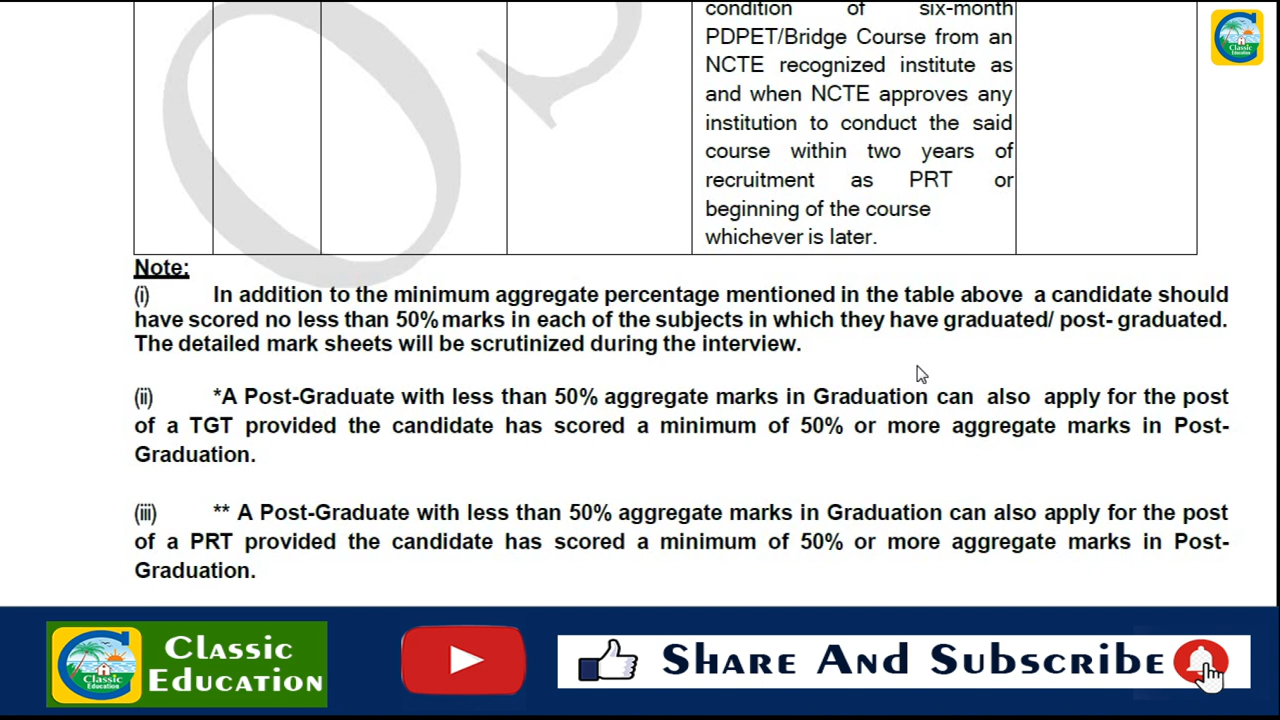 condition of six-month
PDPET/Bridge Course from an
NCTE recognized institute as
and when NCTE approves any
institution to conduct the said
course within two years of
recruitment as PRT or
beginning of the course
whichever is later.
Classic
Education
Note:
(i) In addition to the minimum aggregate percentage mentioned in the table above a candidate should
have scored no less than 50% marks in each of the subjects in which they have graduated/ post- graduated.
The detailed mark sheets will be scrutinized during the interview.
(ii) *A Post-Graduate with less than 50% aggregate marks in Graduation can also apply for the post
of a TGT provided the candidate has scored a minimum of 50% or more aggregate marks in Post-
Graduation.
(iii) ** A Post-Graduate with less than 50% aggregate marks in Graduation can also apply for the post
of a PRT provided the candidate has scored a minimum of 50% or more aggregate marks in Post-
Graduation.
Classic
Education
Classic
Education
Share And Subscribe